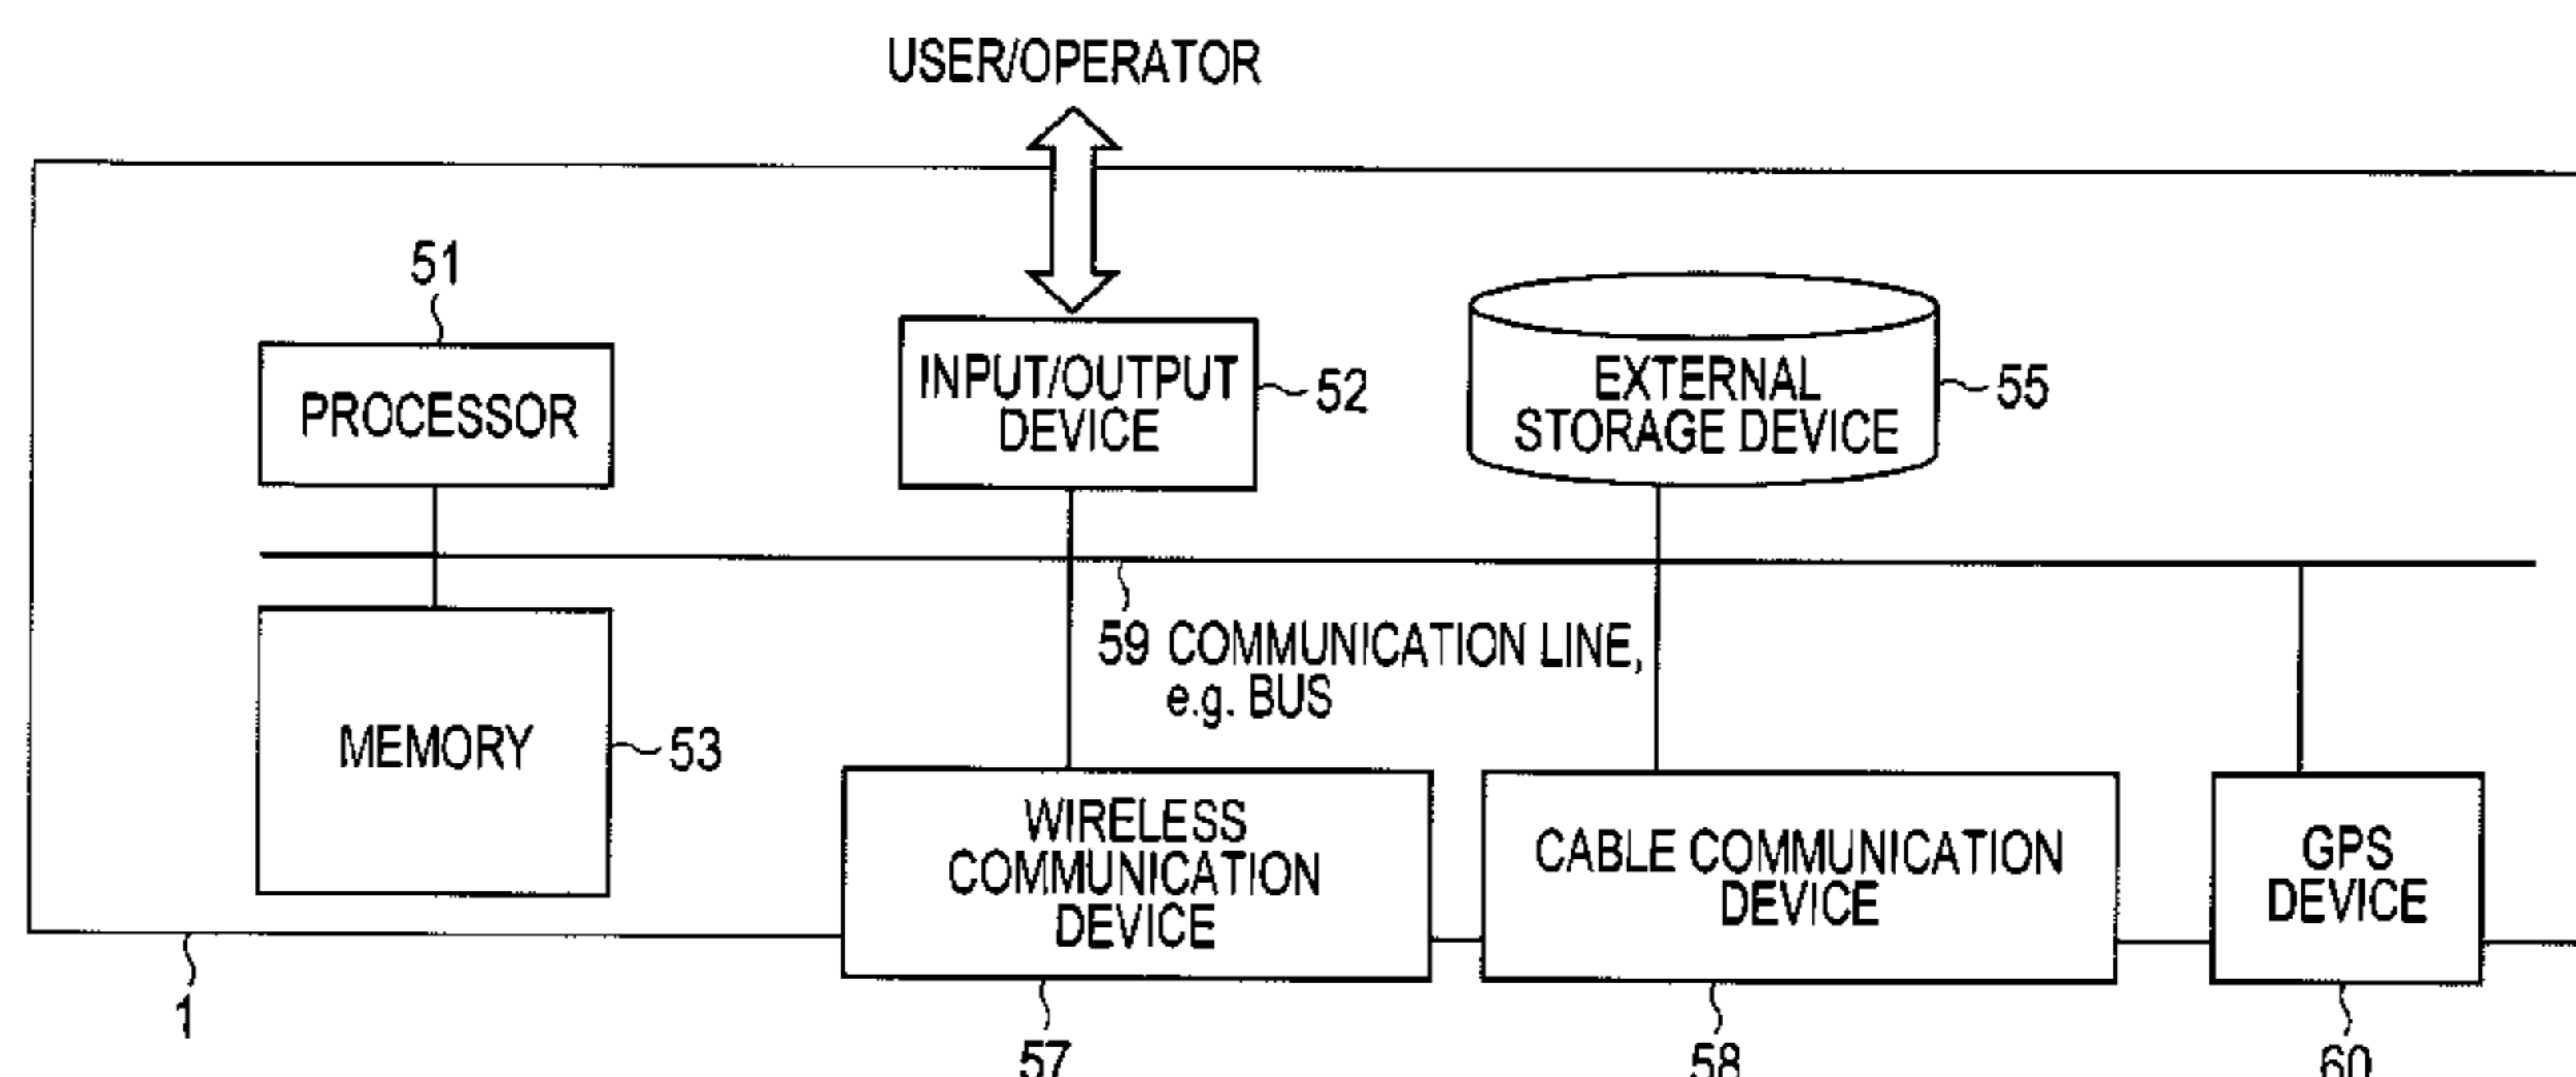 USER/OPERATOR
51
PROCESSOR
INPUT/OUTPUT
DEVICE
52
EXTERNAL
STORAGE DEVICE
55
59 COMMUNICATION LINE,
e.g. BUS
MEMORY
53
WIRELESS
COMMUNICATION
DEVICE
CABLE COMMUNICATION
DEVICE
GPS
DEVICE
1
57
58
60